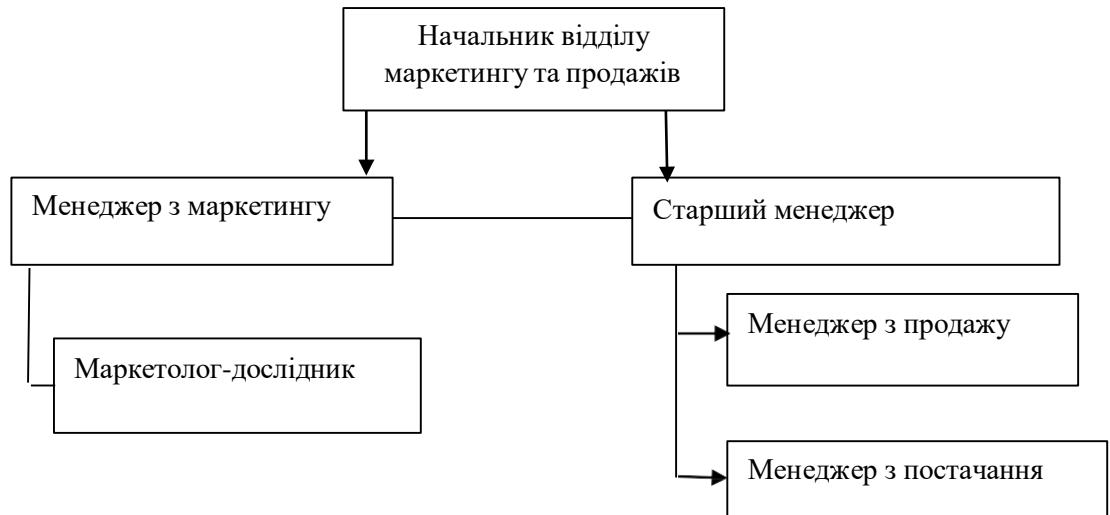 Начальник відділу
маркетингу та продажів
Менеджер з маркетингу
Старший менеджер
Менеджер з продажу
Маркетолог-дослідник
Менеджер з постачання